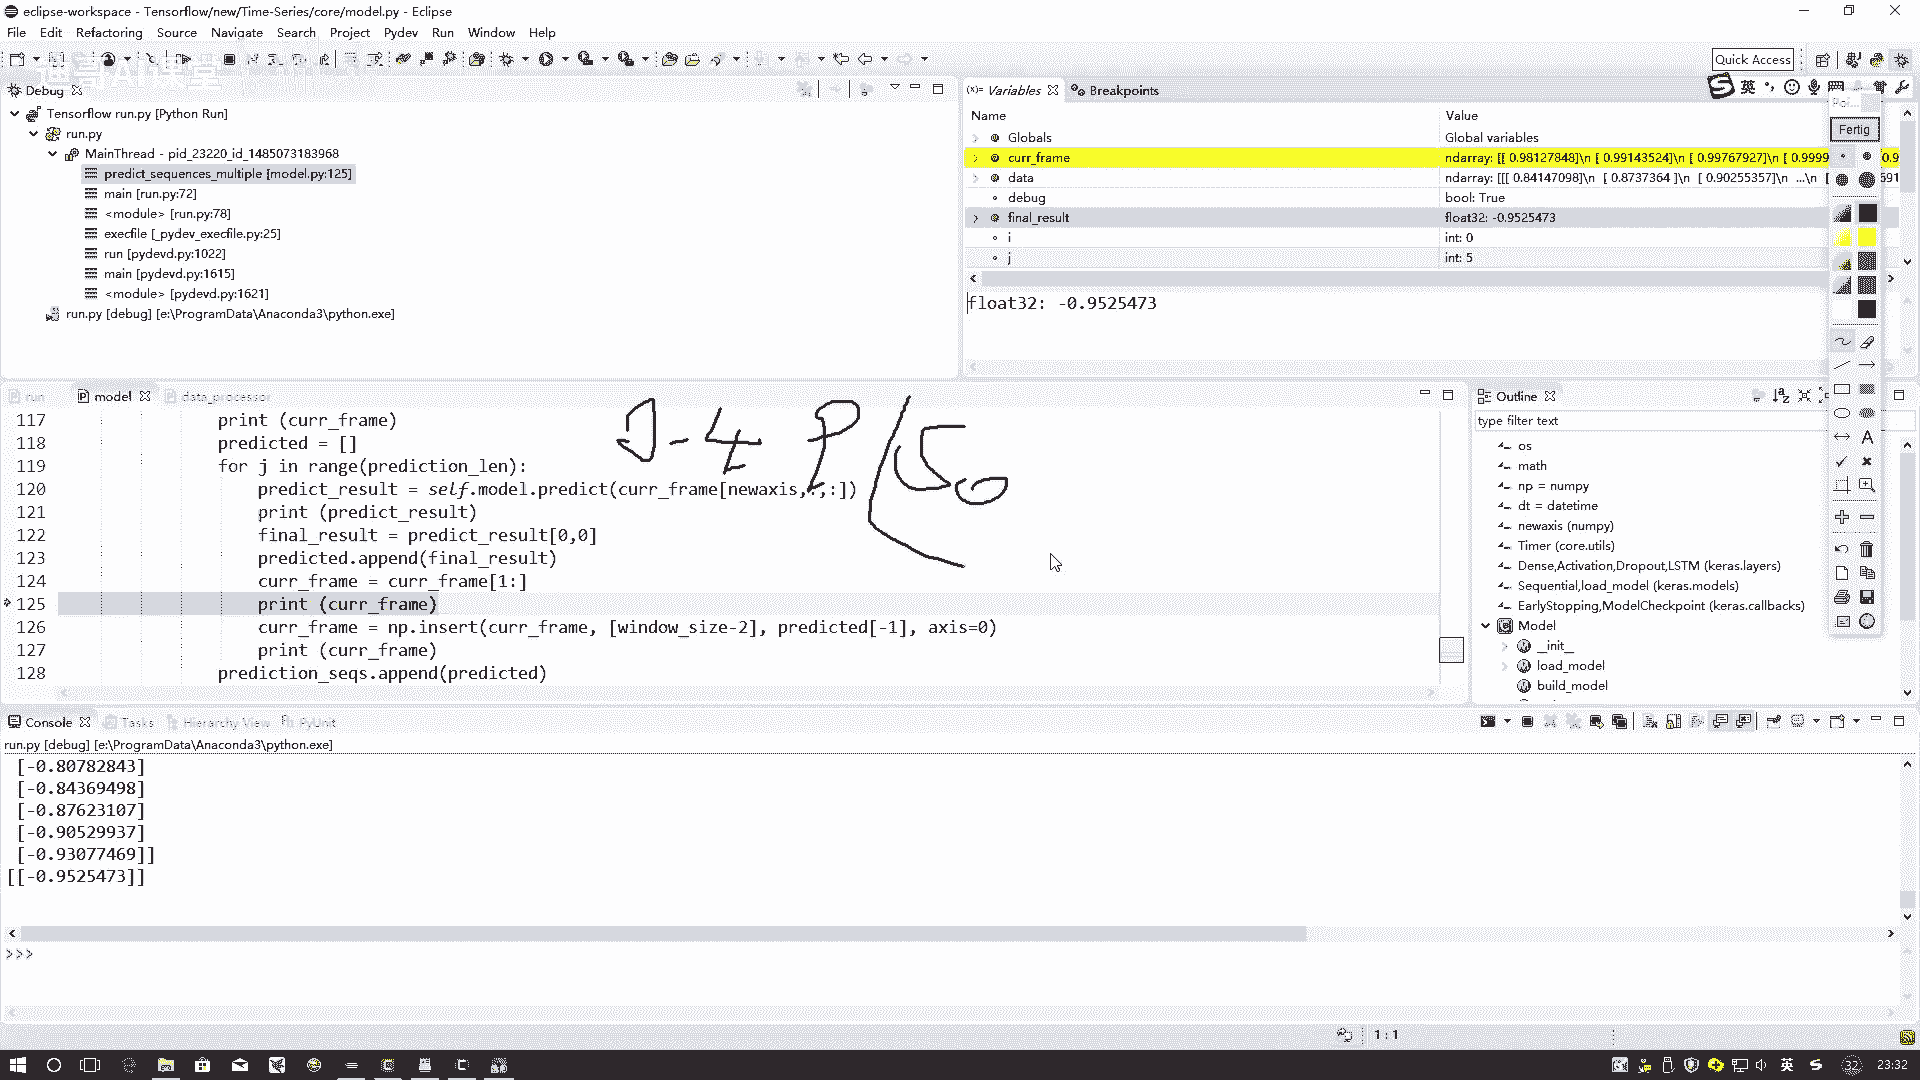 eclipse-workspace - Tensorflow/new/Time-Series/core/model.py - Eclipse
File Edit Refactoring Source Navigate Search Project Pydev Run Window Help
Quick Access
Debug
Variables Breakpoints
英
Fertig
Tensorflow run.py [Python Run]
run.py
MainThread - pid_23220_id_1485073183968
predict_sequences_multiple [model.py:125]
main [run.py:72]
<module> [run.py:78]
execfile [_pydev_execfile.py:25]
run [pydevd.py:1022]
main [pydevd.py:1615]
<module> [pydevd.py:1621]
run.py [debug] [e:\ProgramData\Anaconda3\python.exe]
Name Value
Globals Global variables
curr_frame ndarray: [[ 0.98127848]\n [ 0.99143524]\n [ 0.99767927]\n [ 0.9999
data ndarray: [[[ 0.84147098]\n [ 0.8737364 ]\n [ 0.90255357]\n ...\n [
debug bool: True
final_result float32: -0.9525473
i int: 0
j int: 5
float32: -0.9525473
run model data_processor
117 print (curr_frame)
118 predicted = []
119 for j in range(prediction_len):
120 predict_result = self.model.predict(curr_frame[newaxis,:,:])
121 print (predict_result)
122 final_result = predict_result[0,0]
123 predicted.append(final_result)
124 curr_frame = curr_frame[1:]
125 print (curr_frame)
126 curr_frame = np.insert(curr_frame, [window_size-2], predicted[-1], axis=0)
127 print (curr_frame)
128 prediction_seqs.append(predicted)
50
Outline
type filter text
os
math
np = numpy
dt = datetime
newaxis (numpy)
Timer (core.utils)
Dense,Activation,Dropout,LSTM (keras.layers)
Sequential,load_model (keras.models)
EarlyStopping,ModelCheckpoint (keras.callbacks)
Model
__init__
load_model
build_model
Console Tasks Hierarchy View PyUnit
run.py [debug] [e:\ProgramData\Anaconda3\python.exe]
[-0.80782843]
[-0.84369498]
[-0.87623107]
[-0.90529937]
[-0.93077469]]
[[-0.9525473]]
>>>
1 : 1
英
32
23:32